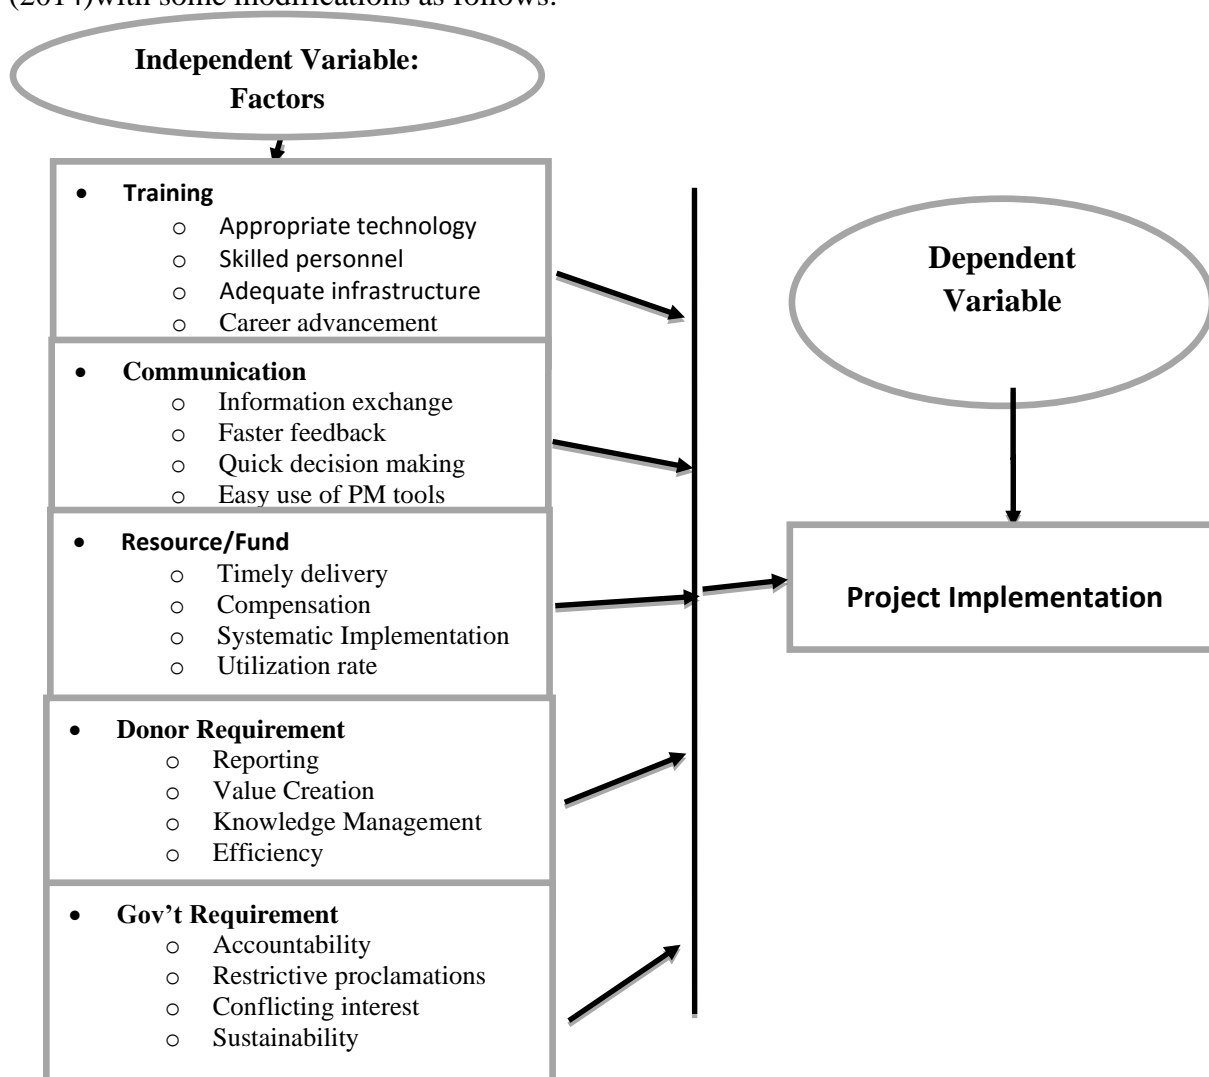 (2014)with some modifications as follows:
Independent Variable:
Factors
• Training
o Appropriate technology
o Skilled personnel
o Adequate infrastructure
o Career advancement
• Communication
o Information exchange
o Faster feedback
o Quick decision making
o Easy use of PM tools
• Resource/Fund
o Timely delivery
o Compensation
o Systematic Implementation
o Utilization rate
• Donor Requirement
o Reporting
o Value Creation
o Knowledge Management
o Efficiency
• Gov’t Requirement
o Accountability
o Restrictive proclamations
o Conflicting interest
o Sustainability
Dependent
Variable
Project Implementation